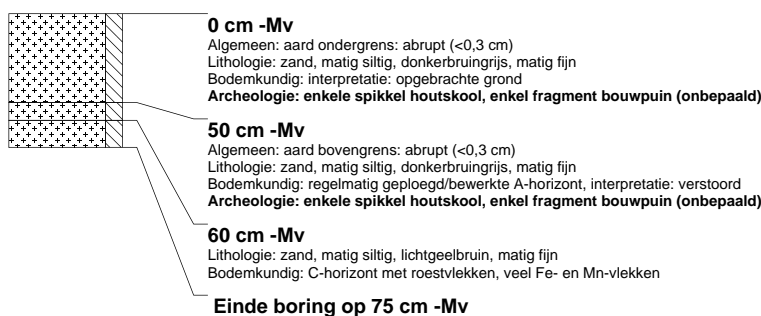 0 cm -Mv
Algemeen: aard ondergrens: abrupt (<0,3 cm)
Lithologie: zand, matig siltig, donkerbruingrijs, matig fijn
Bodemkundig: interpretatie: opgebrachte grond
Archeologie: enkele spikkel houtskool, enkel fragment bouwpuin (onbepaald)
50 cm -Mv
Algemeen: aard bovengrens: abrupt (<0,3 cm)
Lithologie: zand, matig siltig, donkerbruingrijs, matig fijn
Bodemkundig: regelmatig geploegd/bewerkte A-horizont, interpretatie: verstoord
Archeologie: enkele spikkel houtskool, enkel fragment bouwpuin (onbepaald)
60 cm -Mv
Lithologie: zand, matig siltig, lichtgeelbruin, matig fijn
Bodemkundig: C-horizont met roestvlekken, veel Fe- en Mn-vlekken
Einde boring op 75 cm -Mv